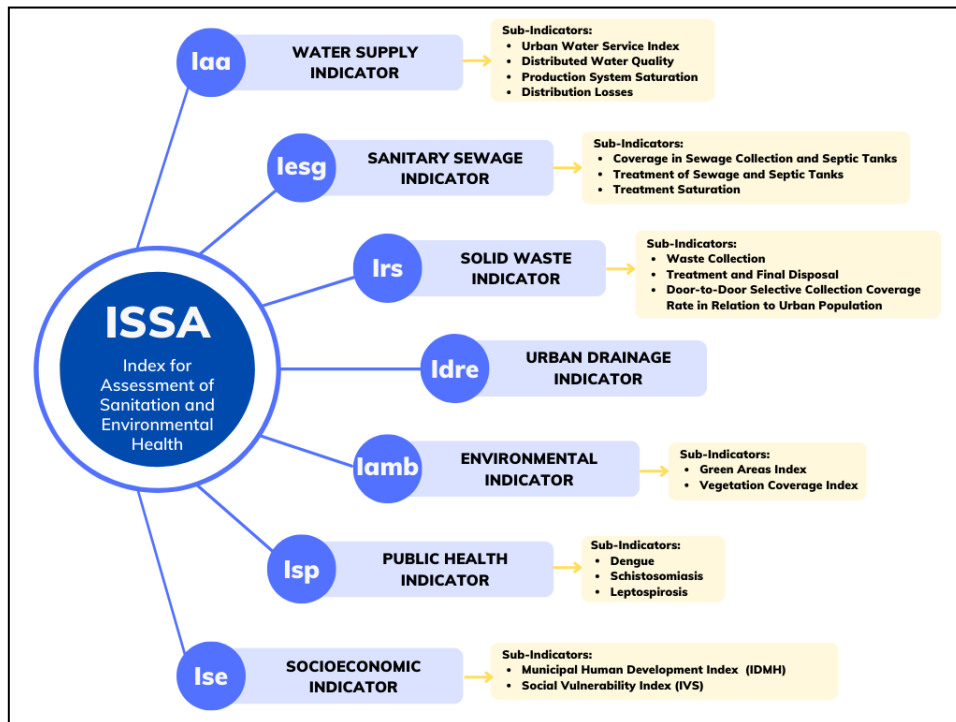 Iaa
WATER SUPPLY
INDICATOR
Sub-Indicators:
• Urban Water Service Index
• Distributed Water Quality
• Production System Saturation
• Distribution Losses
Iesg
SANITARY SEWAGE
INDICATOR
Sub-Indicators:
• Coverage in Sewage Collection and Septic Tanks
• Treatment of Sewage and Septic Tanks
• Treatment Saturation
Irs
SOLID WASTE
INDICATOR
Sub-Indicators:
• Waste Collection
• Treatment and Final Disposal
• Door-to-Door Selective Collection Coverage
Rate in Relation to Urban Population
ISSA
Index for
Assessment of
Sanitation and
Environmental
Health
Idre
URBAN DRAINAGE
INDICATOR
Iamb
ENVIRONMENTAL
INDICATOR
Sub-Indicators:
• Green Areas Index
• Vegetation Coverage Index
Isp
PUBLIC HEALTH
INDICATOR
Sub-Indicators:
• Dengue
• Schistosomiasis
• Leptospirosis
Ise
SOCIOECONOMIC
INDICATOR
Sub-Indicators:
• Municipal Human Development Index (IDMH)
• Social Vulnerability Index (IVS)